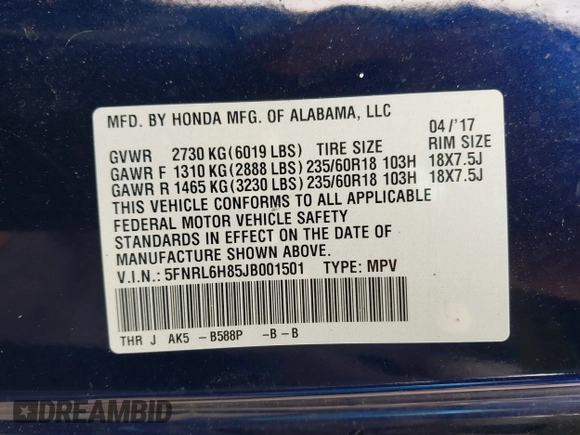 MFD. BY HONDA MFG. OF ALABAMA, LLC
04/'17
GVWR 2730 KG(6019 LBS) TIRE SIZE RIM SIZE
GAWR F 1310 KG(2888 LBS) 235/60R18 103H 18X7.5J
GAWR R 1465 KG(3230 LBS) 235/60R18 103H 18X7.5J
THIS VEHICLE CONFORMS TO ALL APPLICABLE
FEDERAL MOTOR VEHICLE SAFETY
STANDARDS IN EFFECT ON THE DATE OF
MANUFACTURE SHOWN ABOVE.
V.I.N.: 5FNRL6H85JB001501 TYPE: MPV
THR J AK5 - B588P -B - B
DREAMBID